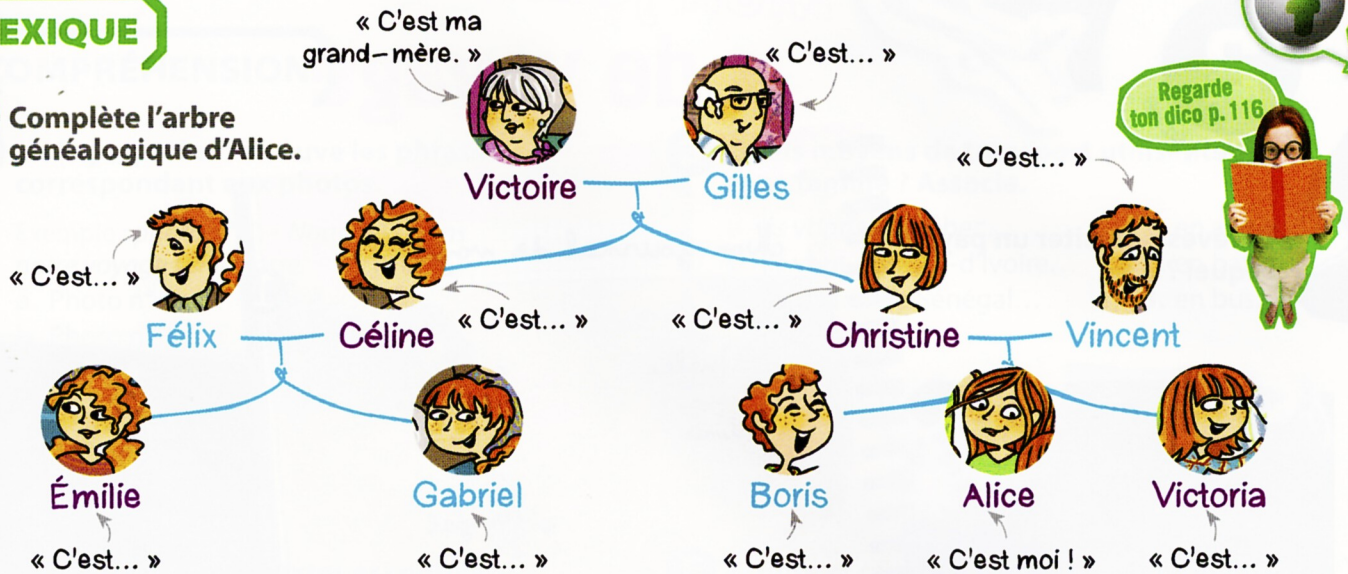 EXIQUE
Complète l'arbre
généalogique d'Alice.
« C'est ma
grand-mère. »
« C'est... »
Regarde
ton dico p. 116
« C'est... »
Victoire
Gilles
« C'est... »
« C'est... »
« C'est... »
Félix
Céline
Christine
Vincent
Émilie
Gabriel
Boris
Alice
Victoria
« C'est... »
« C'est... »
« C'est... »
« C'est moi ! »
« C'est... »